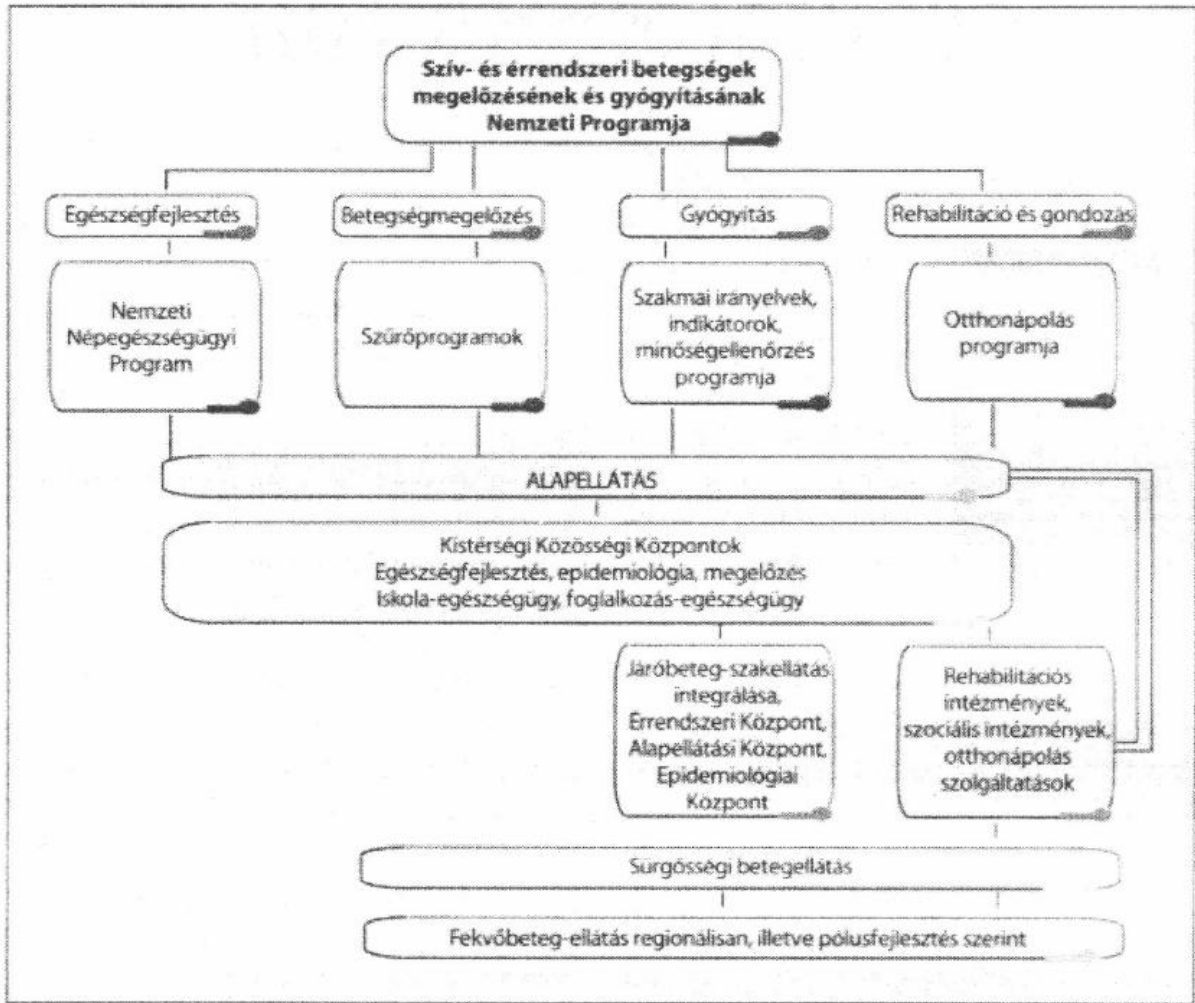 Szív- és érrendszeri betegségek
megelőzésének és gyógyításának
Nemzeti Programja
Egészségfejlesztés
Betegségmegelőzés
Gyógyítás
Rehabilitáció és gondozás
Nemzeti
Népegészségügyi
Program
Szűrőprogramok
Szakmai irányelvek,
indikátorok,
minőségellenőrzés
programja
Otthonápolás
programja
ALAPELLÁTÁS
Kistérségi Közösségi Központok
Egészségfejlesztés, epidemiológia, megelőzés
Iskola-egészségügy, foglalkozás-egészségügy
Járóbeteg-szakellátás
integrálása,
Érrendszeri Központ,
Alapellátási Központ,
Epidemiológiai
Központ
Rehabilitációs
intézmények,
szociális intézmények,
otthonápolás
szolgáltatások
Sürgősségi betegellátás
Fekvőbeteg-ellátás regionálisan, illetve pólusfejlesztés szerint